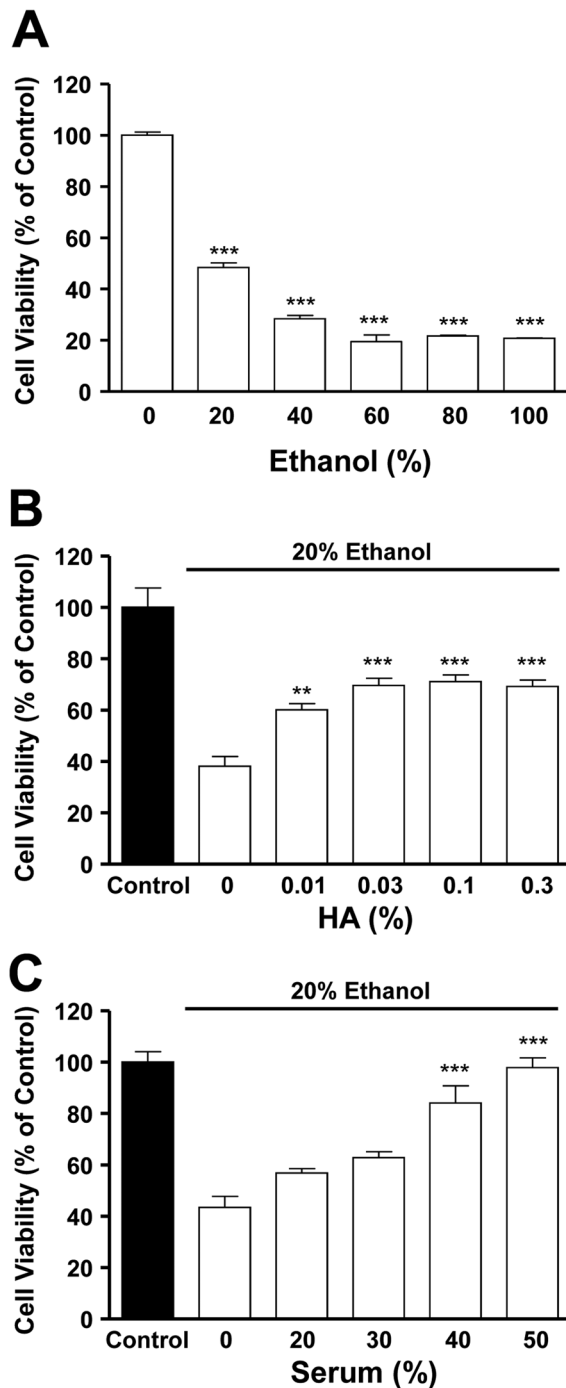 A
Cell Viability (% of Control)
120
100
80
60
40
20
0
***
***
***
***
***
0 20 40 60 80 100
Ethanol (%)
B
20% Ethanol
Cell Viability (% of Control)
120
100
80
60
40
20
0
**
***
***
***
Control 0 0.01 0.03 0.1 0.3
HA (%)
C
20% Ethanol
Cell Viability (% of Control)
120
100
80
60
40
20
0
***
***
Control 0 20 30 40 50
Serum (%)